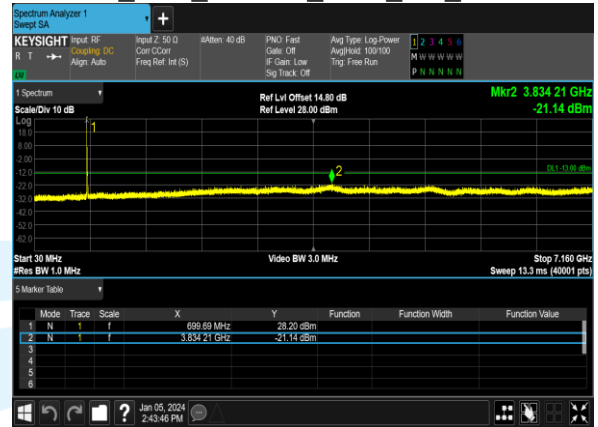 Spectrum Analyzer 1
Swept SA
+
KEYSIGHT Input: RF Input Z: 50 Ω #Atten: 40 dB PNO: Fast Avg Type: Log-Power 1 2 3 4 5 6
R T Coupling: DC Corr CCorr Gate: Off Avg|Hold: 100/100 M W W W W W
Align: Auto Freq Ref: Int (S) IF Gain: Low Trig: Free Run
Sig Track: Off P N N N N N
1 Spectrum Ref Lvl Offset 14.80 dB Mkr2 3.834 21 GHz
Scale/Div 10 dB Ref Level 28.00 dBm -21.14 dBm
Log
1
18.0
8.00
-2.00
-12.0 2 DL1 -13.00 dBm
-22.0
-32.0
-42.0
-52.0
-62.0
Start 30 MHz Video BW 3.0 MHz Stop 7.160 GHz
#Res BW 1.0 MHz Sweep 13.3 ms (40001 pts)
5 Marker Table
Mode Trace Scale X Y Function Function Width Function Value
1 N 1 f 699.69 MHz 28.20 dBm
2 N 1 f 3.834 21 GHz -21.14 dBm
3
4
5
6
? Jan 05, 2024
2:43:46 PM